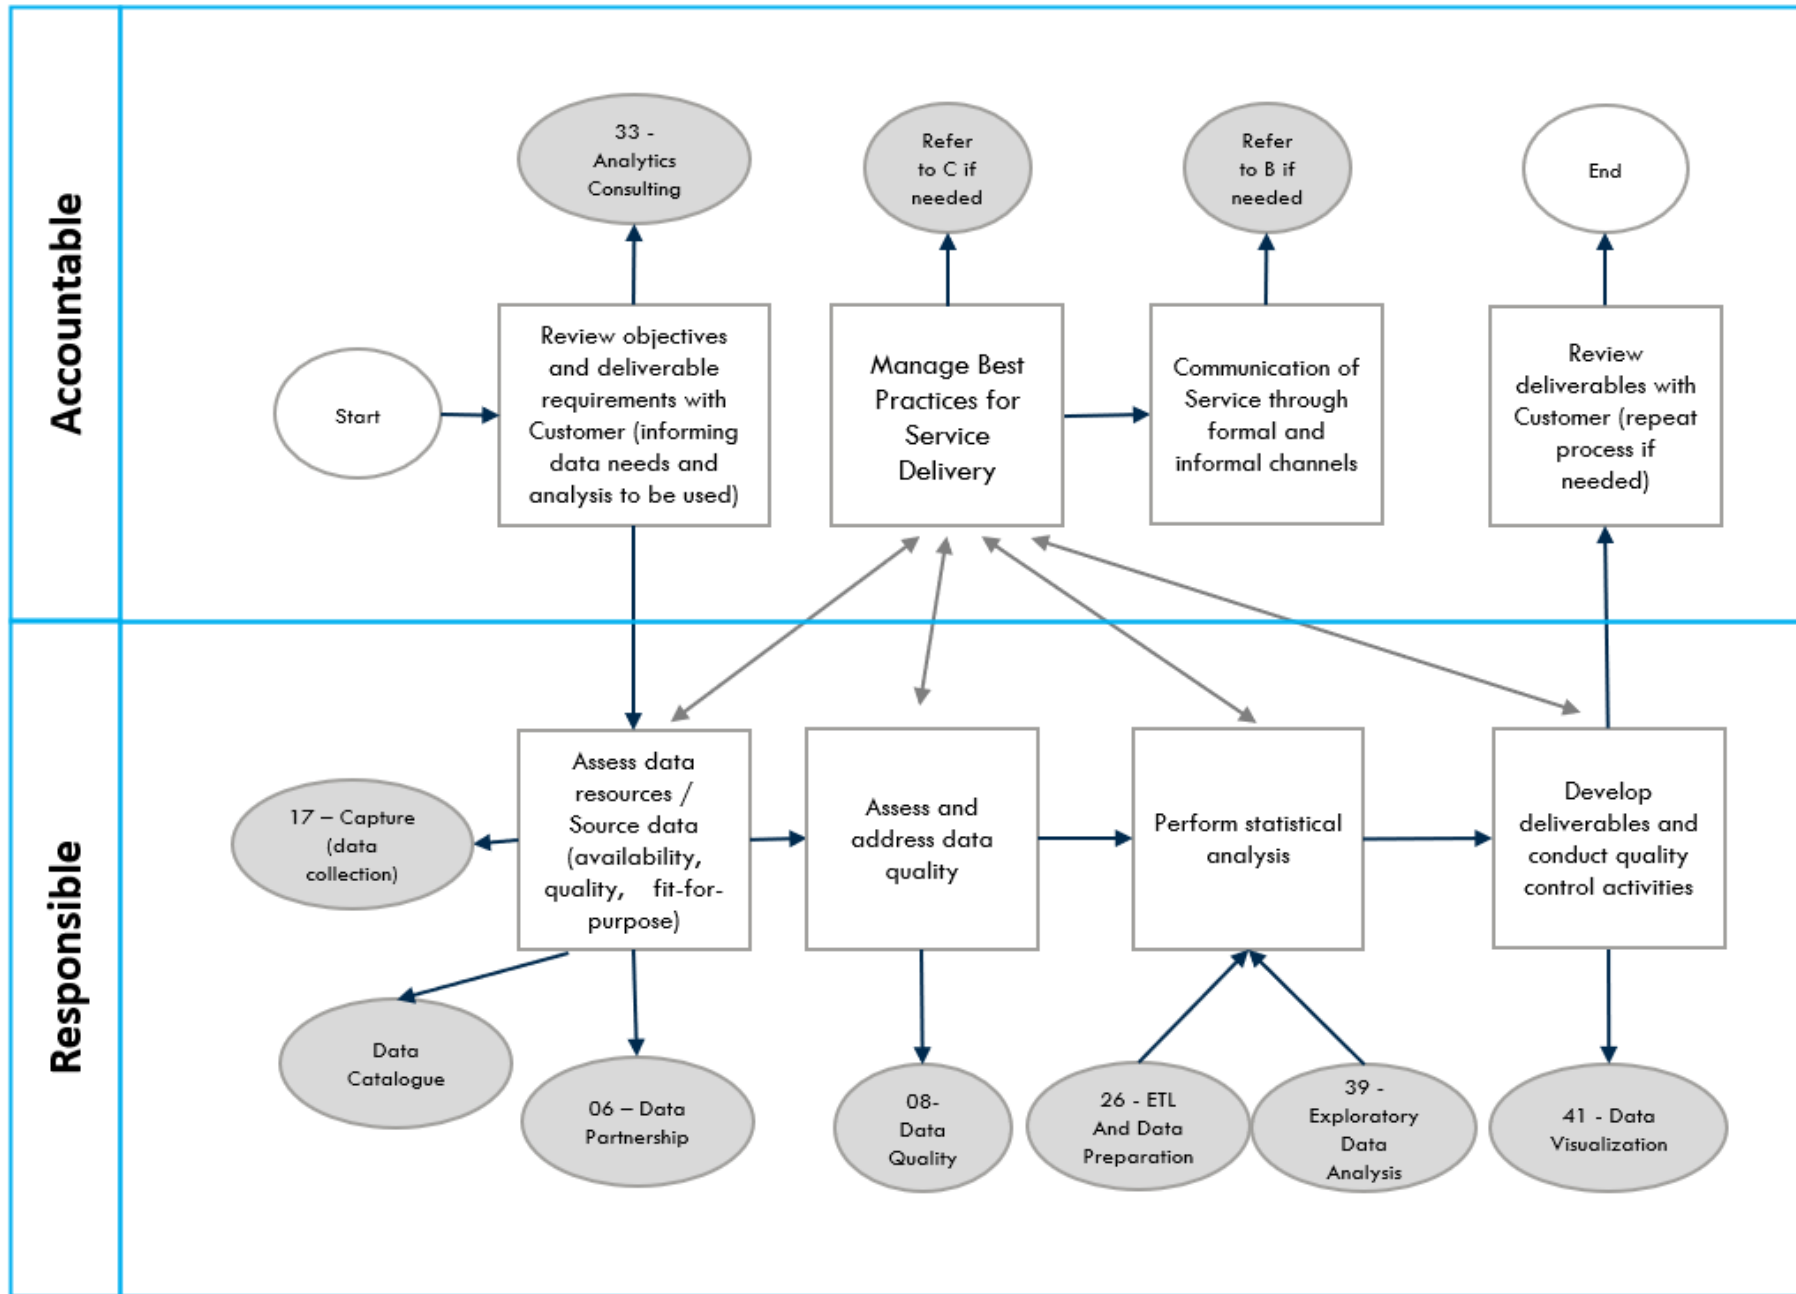 Accountable
33 -
Analytics
Consulting
Refer
to C if
needed
Refer
to B if
needed
End
Start
Review objectives
and deliverable
requirements with
Customer (informing
data needs and
analysis to be used)
Manage Best
Practices for
Service
Delivery
Communication of
Service through
formal and
informal channels
Review
deliverables with
Customer (repeat
process if
needed)
Responsible
17 – Capture
(data
collection)
Assess data
resources /
Source data
(availability,
quality, fit-for-
purpose)
Assess and
address data
quality
Perform statistical
analysis
Develop
deliverables and
conduct quality
control activities
Data
Catalogue
06 – Data
Partnership
08-
Data
Quality
26 - ETL
And Data
Preparation
39 -
Exploratory
Data
Analysis
41 - Data
Visualization